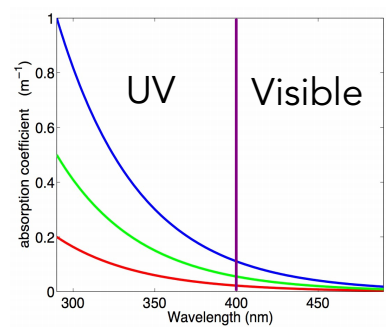 1
0.8
0.6
0.4
0.2
0
absorption coefficient (m⁻¹)
UV
Visible
300
350
400
450
Wavelength (nm)